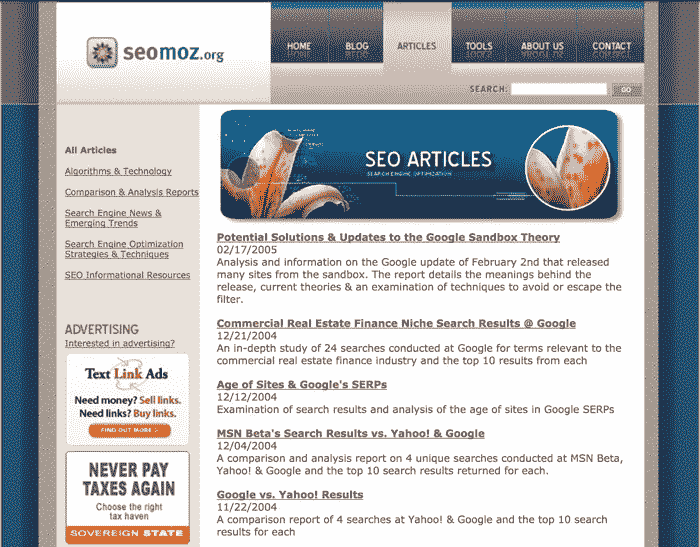 seomoz.org
HOME
BLOG
ARTICLES
TOOLS
ABOUT US
CONTACT
SEARCH:
GO
All Articles
Algorithms & Technology
Comparison & Analysis Reports
Search Engine News &
Emerging Trends
Search Engine Optimization
Strategies & Techniques
SEO Informational Resources
ADVERTISING
Interested in advertising?
Text Link Ads
Need money? Sell links.
Need links? Buy links.
FIND OUT MORE >
NEVER PAY
TAXES AGAIN
Choose the right
tax haven
SOVEREIGN STATE
SEO ARTICLES
SEARCH ENGINE OPTIMIZATION
Potential Solutions & Updates to the Google Sandbox Theory
02/17/2005
Analysis and information on the Google update of February 2nd that released
many sites from the sandbox. The report details the meanings behind the
release, current theories & an examination of techniques to avoid or escape the
filter.
Commercial Real Estate Finance Niche Search Results @ Google
12/21/2004
An in-depth study of 24 searches conducted at Google for terms relevant to the
commercial real estate finance industry and the top 10 results from each
Age of Sites & Google's SERPs
12/12/2004
Examination of search results and analysis of the age of sites in Google SERPs
MSN Beta's Search Results vs. Yahoo! & Google
12/04/2004
A comparison and analysis report on 4 unique searches conducted at MSN Beta,
Yahoo! & Google and the top 10 search results returned for each.
Google vs. Yahoo! Results
11/22/2004
A comparison report of 4 searches at Yahoo! & Google and the top 10 search
results for each